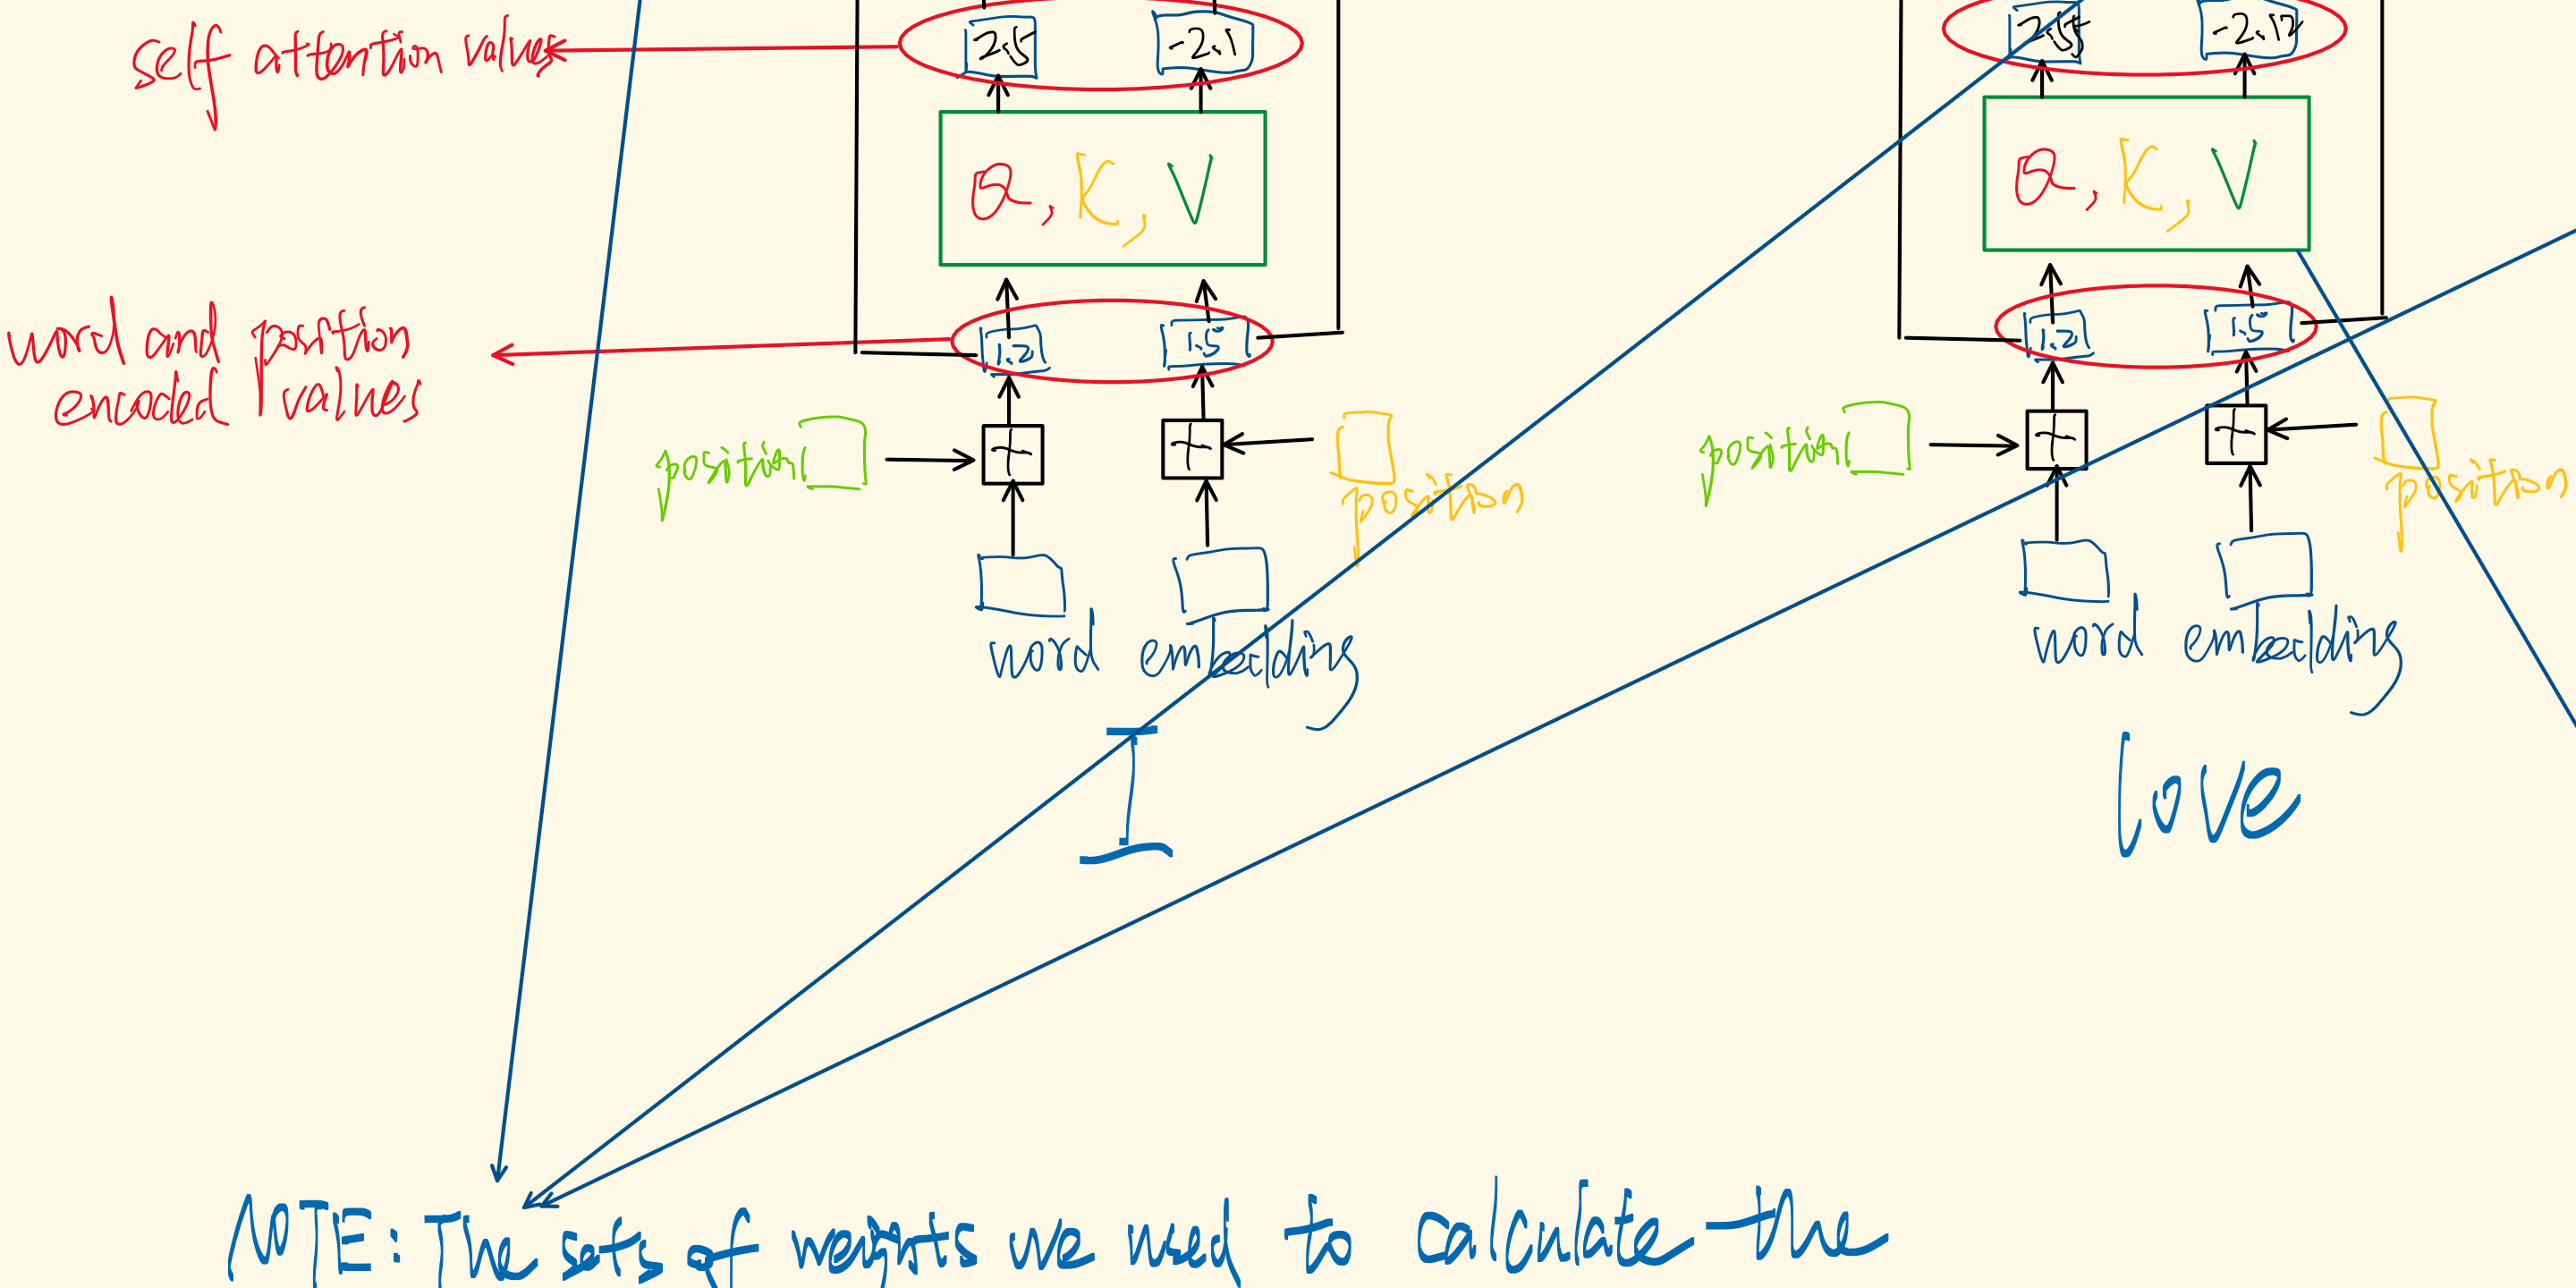 self attention values
2.5 -2.1
2.5 -2.12
Q, K, V
Q, K, V
word and position
encoded values
1.2 1.5
1.2 1.5
position
position
position
position
word embedding
word embedding
I
love
NOTE: The sets of weights we used to calculate the